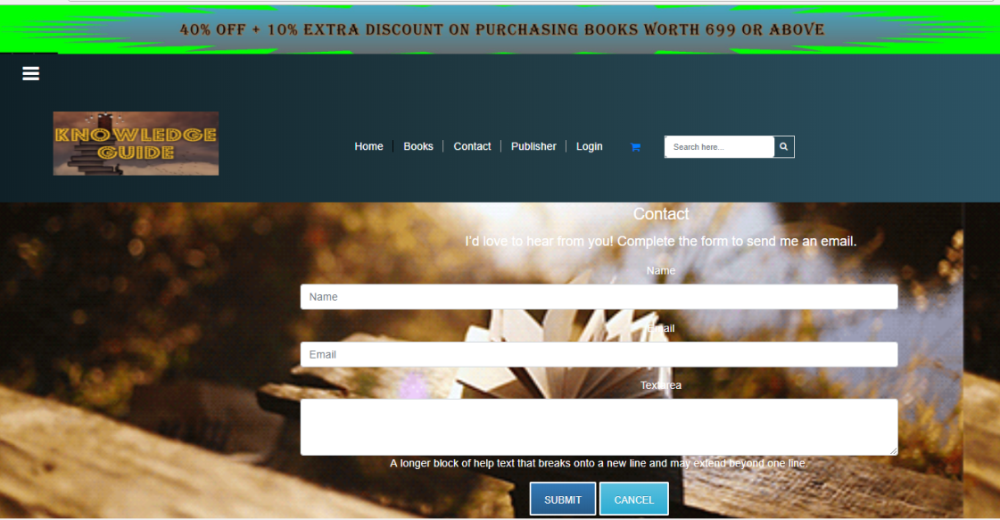 40% OFF + 10% EXTRA DISCOUNT ON PURCHASING BOOKS WORTH 699 OR ABOVE
KNOWLEDGE
GUIDE
Home | Books | Contact | Publisher | Login
Search here...
Contact
I'd love to hear from you! Complete the form to send me an email.
Name
Name
Email
Email
Textarea
A longer block of help text that breaks onto a new line and may extend beyond one line.
SUBMIT CANCEL